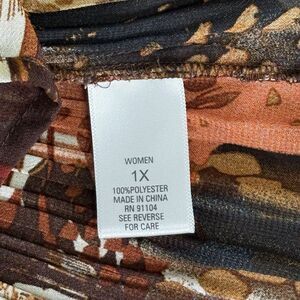 WOMEN
1X
100%POLYESTER
MADE IN CHINA
RN 91104
SEE REVERSE
FOR CARE